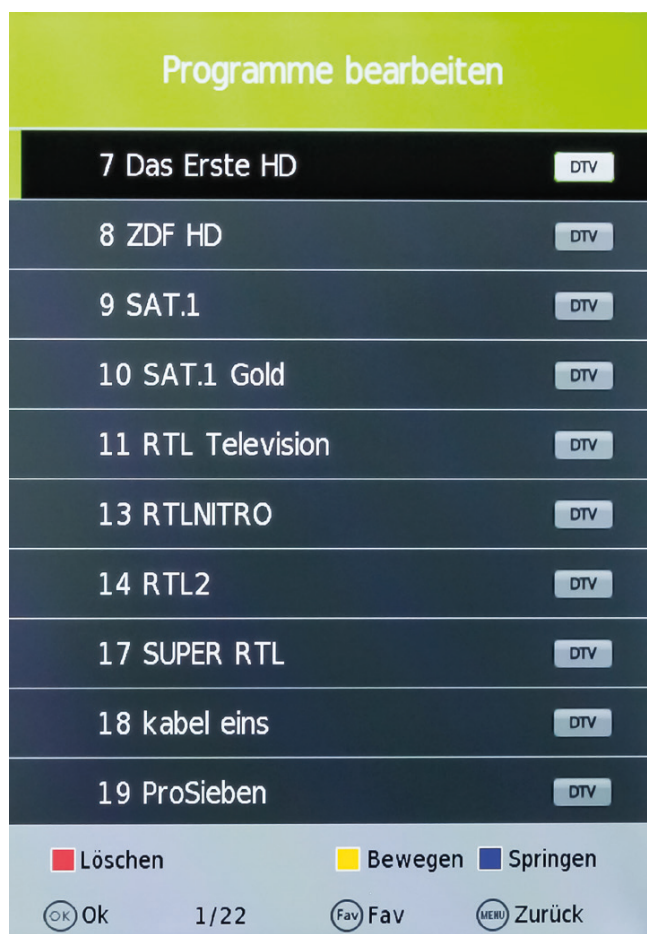 Programme bearbeiten
7 Das Erste HD DTV
8 ZDF HD DTV
9 SAT.1 DTV
10 SAT.1 Gold DTV
11 RTL Television DTV
13 RTLNITRO DTV
14 RTL2 DTV
17 SUPER RTL DTV
18 kabel eins DTV
19 ProSieben DTV
Löschen Bewegen Springen
OK Ok 1/22 Fav Fav MENU Zurück